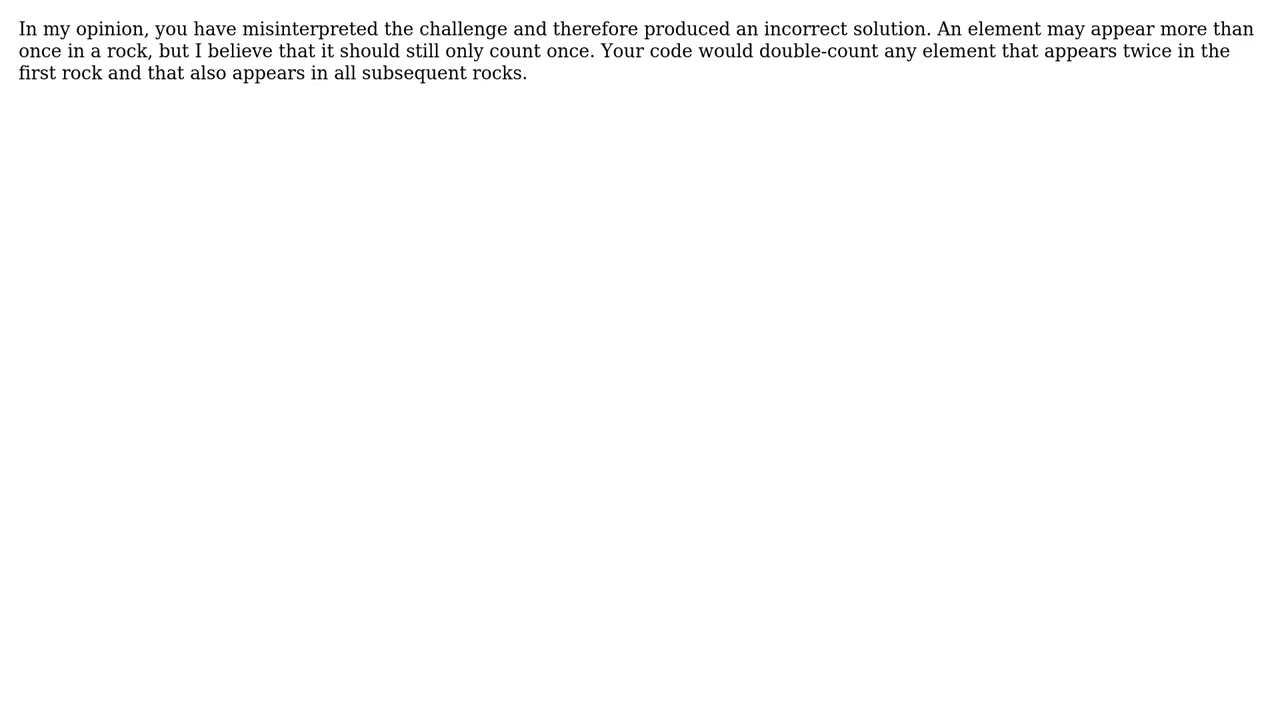 In my opinion, you have misinterpreted the challenge and therefore produced an incorrect solution. An element may appear more than
once in a rock, but I believe that it should still only count once. Your code would double-count any element that appears twice in the
first rock and that also appears in all subsequent rocks.